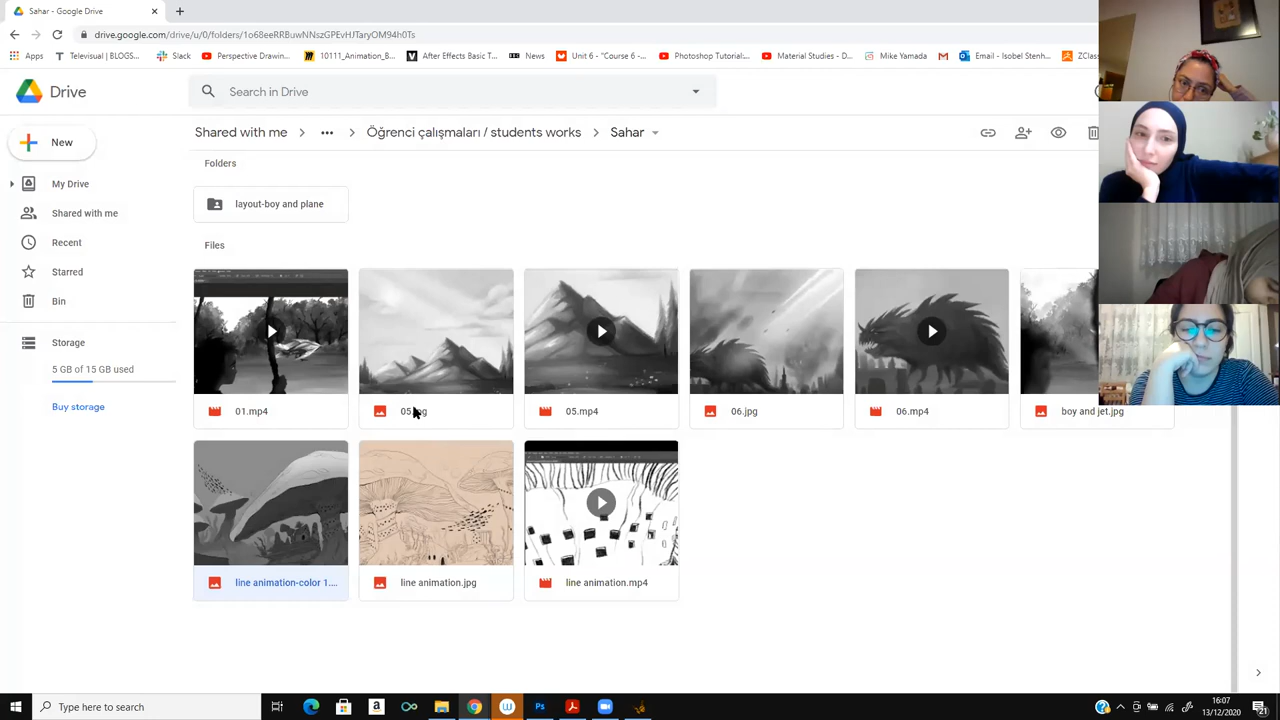 Sahar - Google Drive
drive.google.com/drive/u/0/folders/1o68eeRRBuwNNszGPEvHJTaryOM94h0Ts
Apps Televisual | BLOGS... Slack Perspective Drawin... 10111_Animation_B... After Effects Basic T... News Unit 6 - "Course 6 -... Photoshop Tutorial:... Material Studies - D... Mike Yamada Email - Isobel Stenh... ZClass
Drive
Search in Drive
New
Shared with me ... Öğrenci çalışmaları / students works Sahar
Folders
My Drive
layout-boy and plane
Shared with me
Recent
Files
Starred
Bin
Storage
5 GB of 15 GB used
Buy storage
01.mp4 05.jpg 05.mp4 06.jpg 06.mp4 boy and jet.jpg
line animation-color 1.... line animation.jpg line animation.mp4
Type here to search
16:07
13/12/2020
21